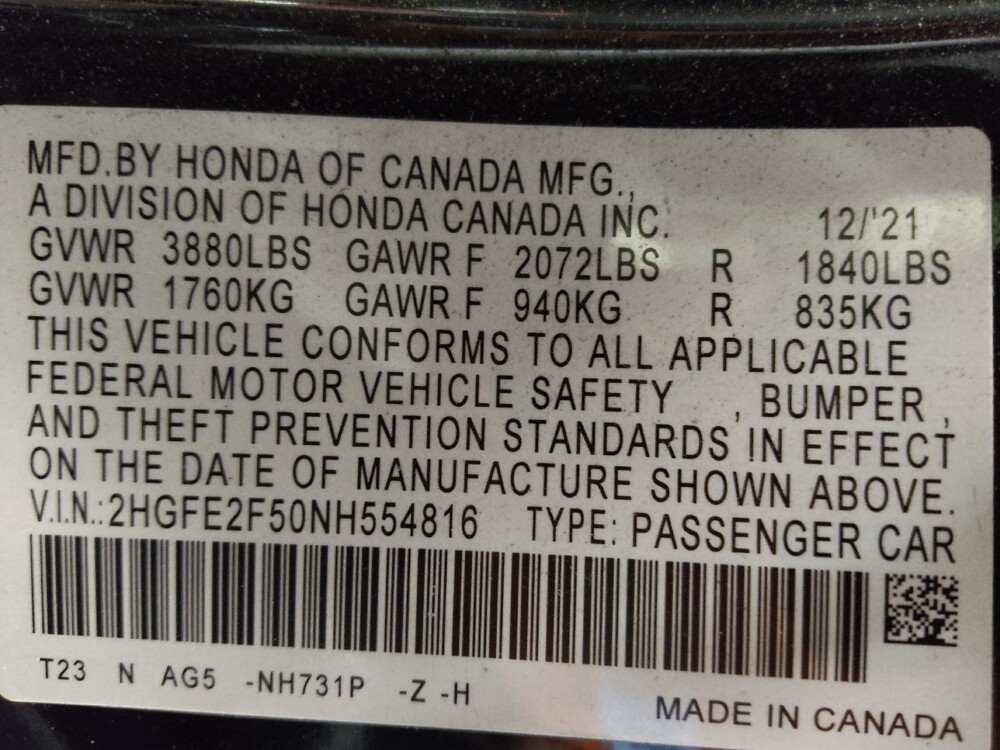 MFD.BY HONDA OF CANADA MFG.,
A DIVISION OF HONDA CANADA INC. 12/'21
GVWR 3880LBS GAWR F 2072LBS R 1840LBS
GVWR 1760KG GAWR F 940KG R 835KG
THIS VEHICLE CONFORMS TO ALL APPLICABLE
FEDERAL MOTOR VEHICLE SAFETY , BUMPER ,
AND THEFT PREVENTION STANDARDS IN EFFECT
ON THE DATE OF MANUFACTURE SHOWN ABOVE.
V.I.N.:2HGFE2F50NH554816 TYPE: PASSENGER CAR
T23 N AG5 -NH731P -Z -H
MADE IN CANADA